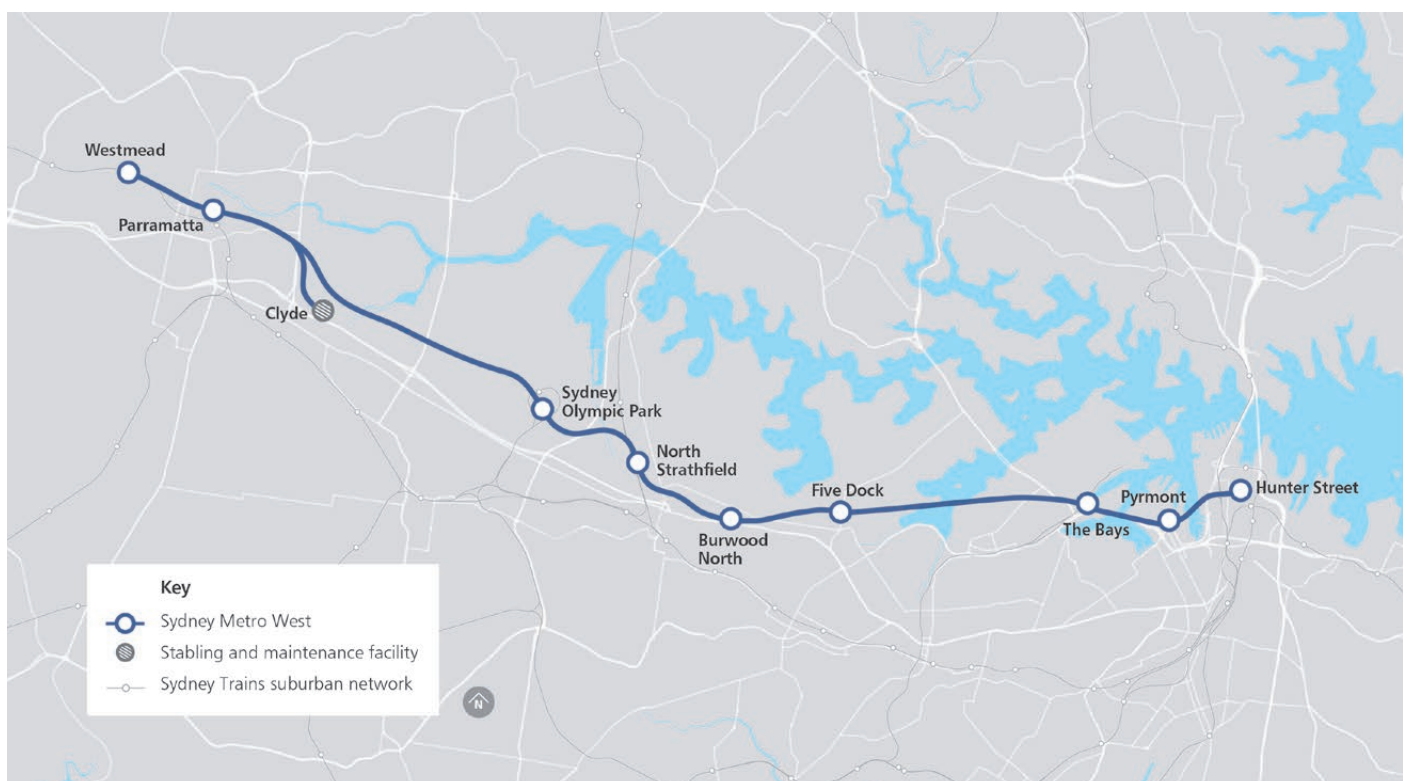 Westmead
Parramatta
Clyde
Sydney
Olympic Park
North
Strathfield
Burwood
North
Five Dock
The Bays
Pyrmont
Hunter Street
Key
Sydney Metro West
Stabling and maintenance facility
Sydney Trains suburban network
N